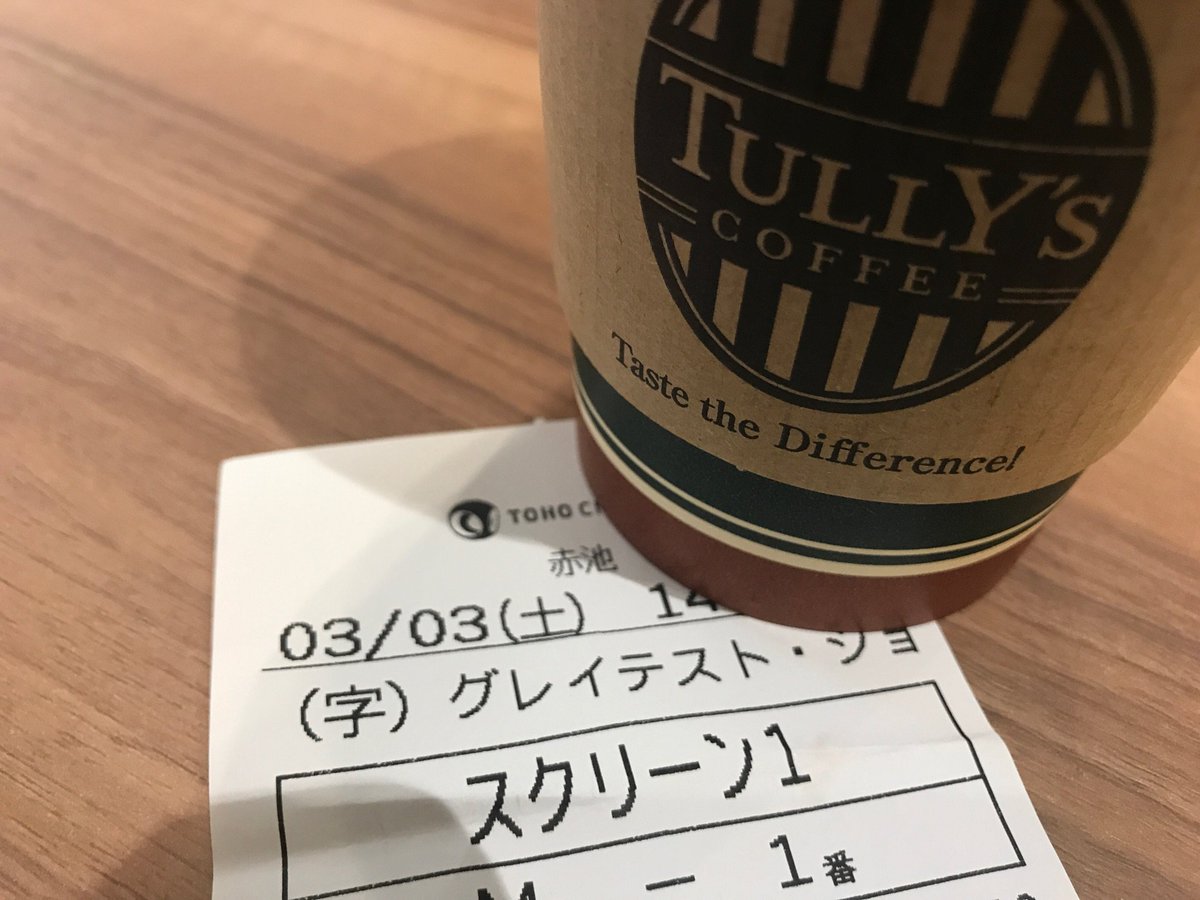 TULLY'S
COFFEE
Taste the Difference!
TOHO
赤池
03/03(土) 14
(字) グレイテスト・ショ
スクリーン1
M - 1番